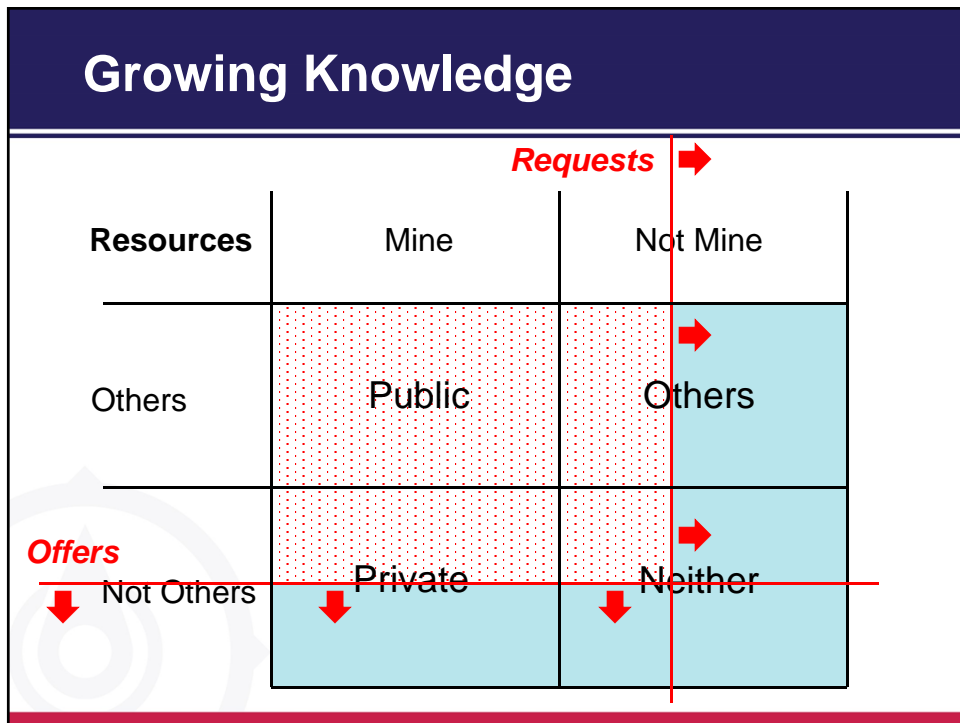 Growing Knowledge
Requests
Resources Mine Not Mine
Others Public Others
Offers
Not Others Private Neither